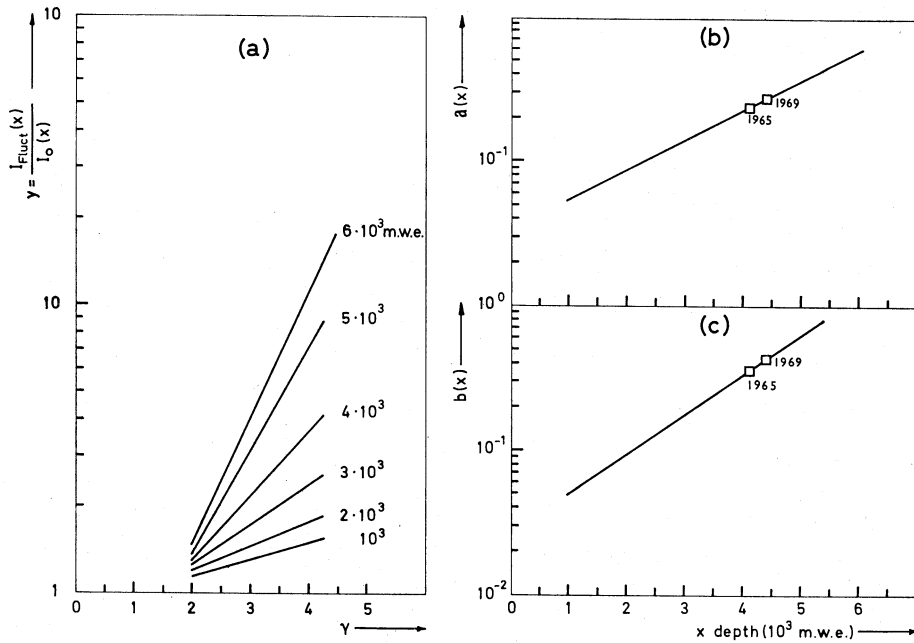 (a)
y = I_Fluct(x) / I_o(x)
10
10
1
6·10³ m.w.e.
5·10³
4·10³
3·10³
2·10³
10³
0 1 2 3 4 5
γ
(b)
a(x)
10⁻¹
1965
1969
10⁰
(c)
b(x)
10⁻¹
10⁻²
1965
1969
0 1 2 3 4 5 6
x depth (10³ m.w.e.)